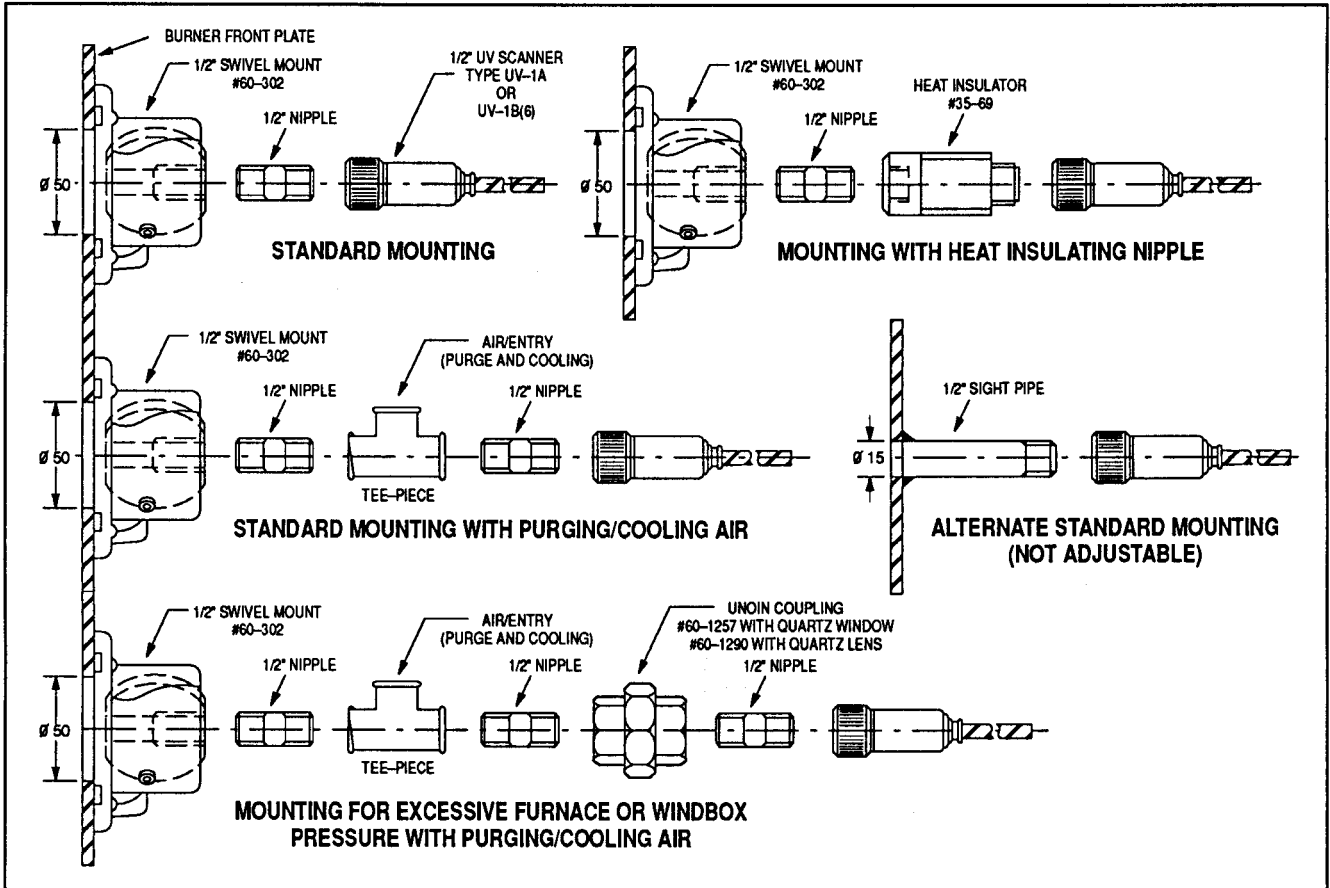 BURNER FRONT PLATE
1/2" SWIVEL MOUNT
#60–302
1/2" NIPPLE
1/2" UV SCANNER
TYPE UV–1A
OR
UV–1B(6)
Ø 50
STANDARD MOUNTING
1/2" SWIVEL MOUNT
#60–302
1/2" NIPPLE
HEAT INSULATOR
#35–69
Ø 50
MOUNTING WITH HEAT INSULATING NIPPLE
1/2" SWIVEL MOUNT
#60–302
1/2" NIPPLE
AIR/ENTRY
(PURGE AND COOLING)
1/2" NIPPLE
Ø 50
TEE–PIECE
STANDARD MOUNTING WITH PURGING/COOLING AIR
1/2" SIGHT PIPE
Ø 15
ALTERNATE STANDARD MOUNTING
(NOT ADJUSTABLE)
1/2" SWIVEL MOUNT
#60–302
1/2" NIPPLE
AIR/ENTRY
(PURGE AND COOLING)
1/2" NIPPLE
UNOIN COUPLING
#60–1257 WITH QUARTZ WINDOW
#60–1290 WITH QUARTZ LENS
1/2" NIPPLE
Ø 50
TEE–PIECE
MOUNTING FOR EXCESSIVE FURNACE OR WINDBOX
PRESSURE WITH PURGING/COOLING AIR